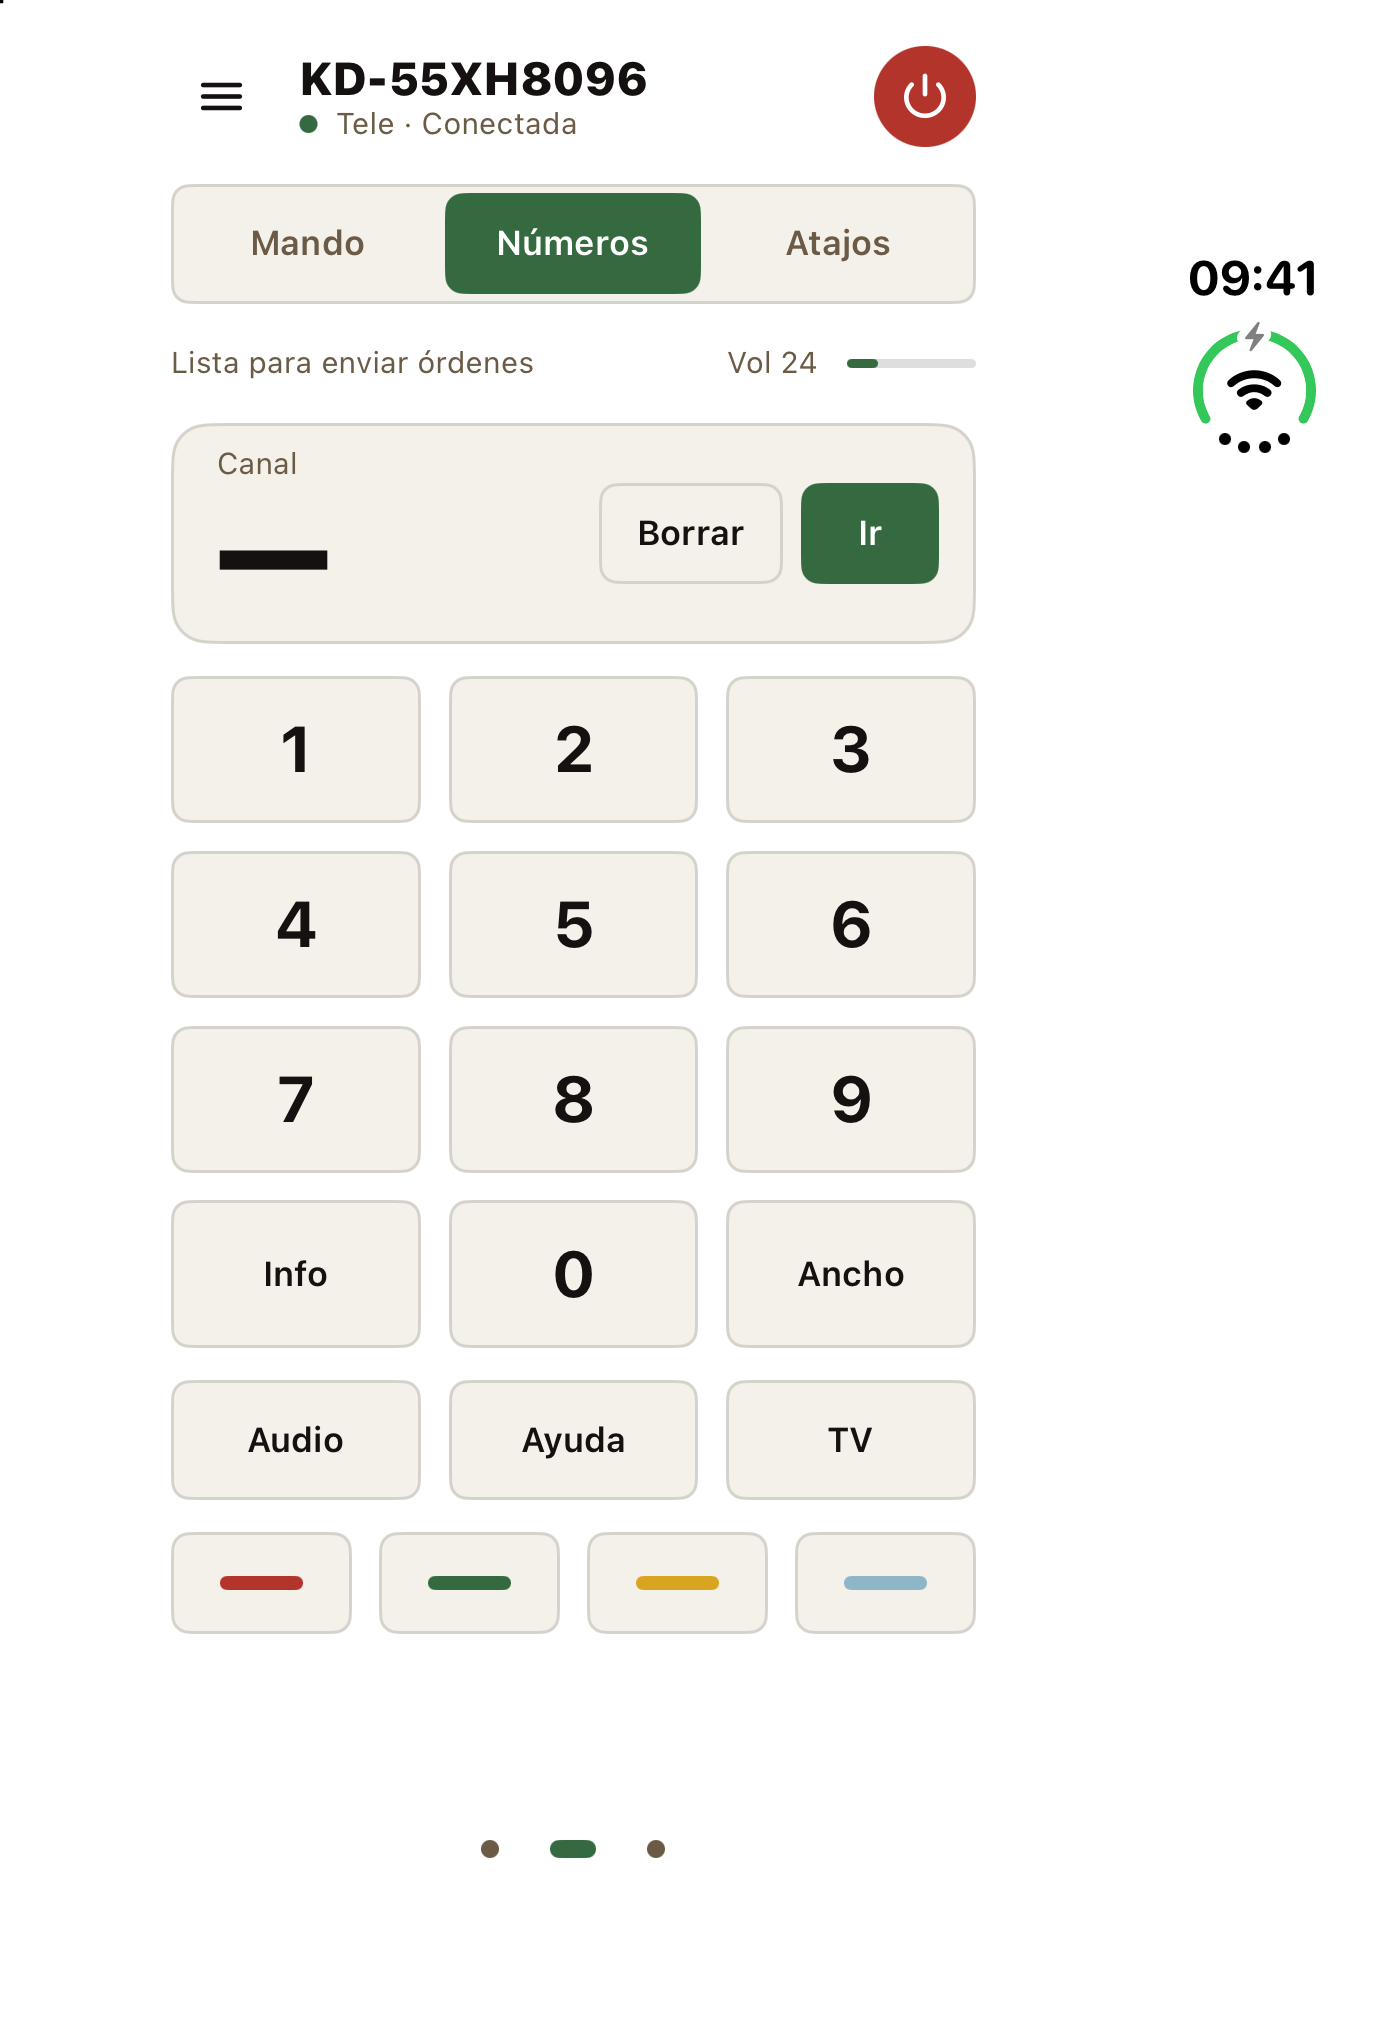 KD-55XH8096
Tele · Conectada
Mando
Números
Atajos
09:41
Lista para enviar órdenes
Vol 24
Canal
Borrar
Ir
1
2
3
4
5
6
7
8
9
Info
0
Ancho
Audio
Ayuda
TV